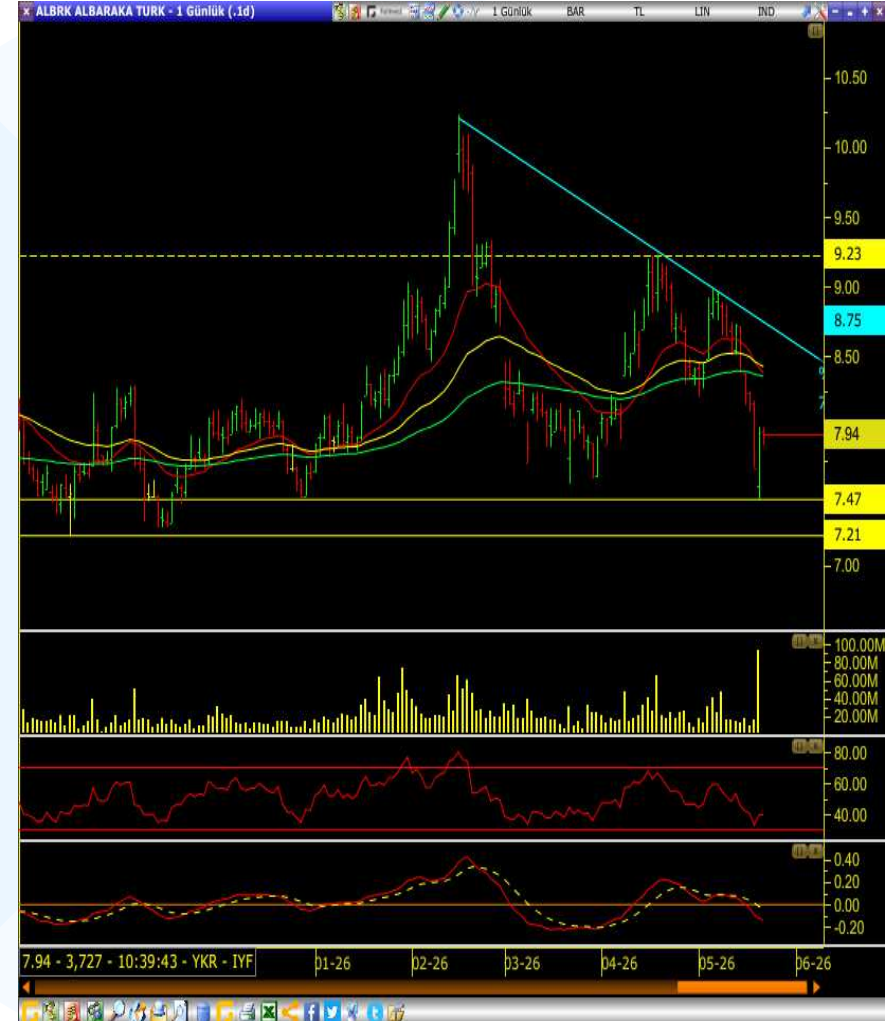 ALBRK ALBARAKA TURK - 1 Günlük (.1d) 1 Günlük BAR TL LIN IND
10.50
10.00
9.50
9.23
9.00
8.75
8.50
7.94
7.47
7.21
7.00
100.00M
80.00M
60.00M
40.00M
20.00M
80.00
60.00
40.00
0.40
0.20
0.00
-0.20
7.94 - 3,727 - 10:39:43 - YKR - IYF 01-26 02-26 03-26 04-26 05-26 06-26